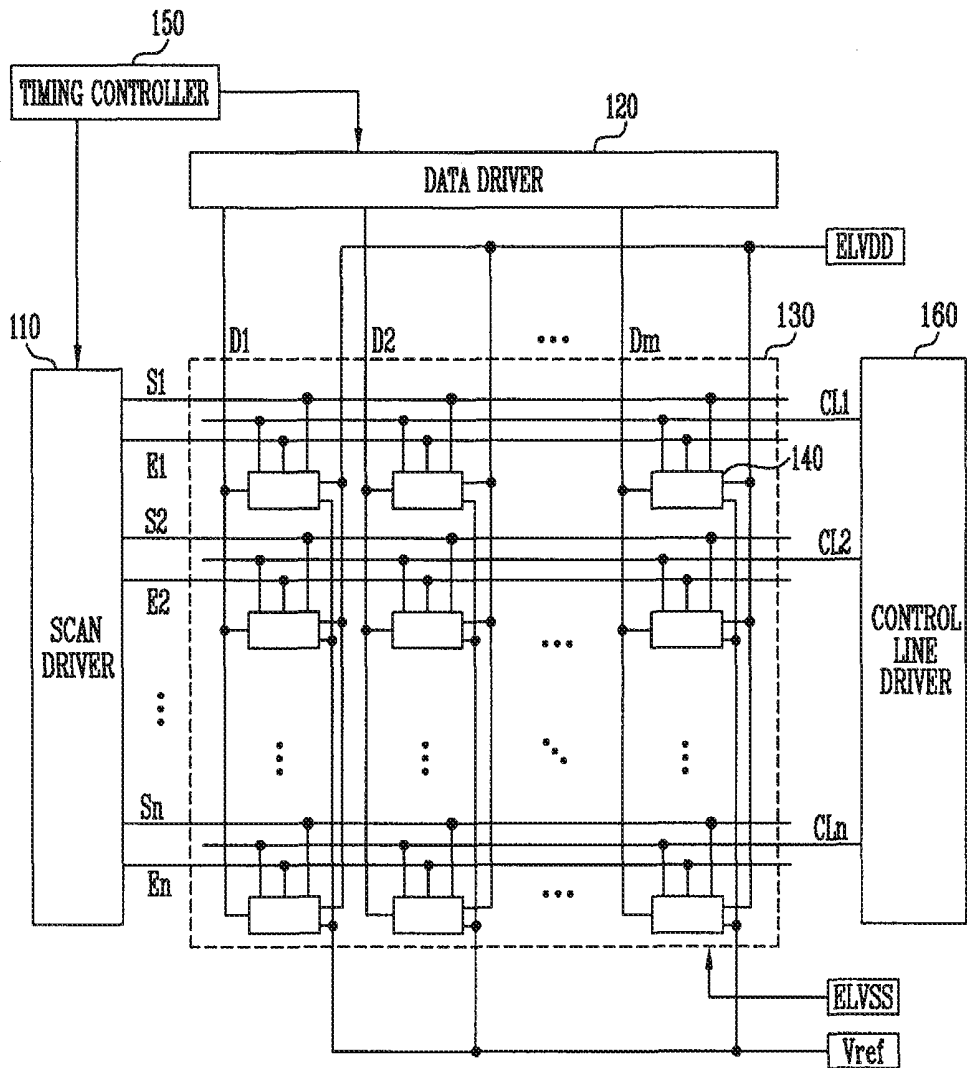 150
TIMING CONTROLLER
120
DATA DRIVER
ELVDD
110
D1
D2
Dm
130
160
S1
CL1
E1
140
S2
CL2
E2
SCAN
DRIVER
CONTROL
LINE
DRIVER
Sn
CLn
En
ELVSS
Vref